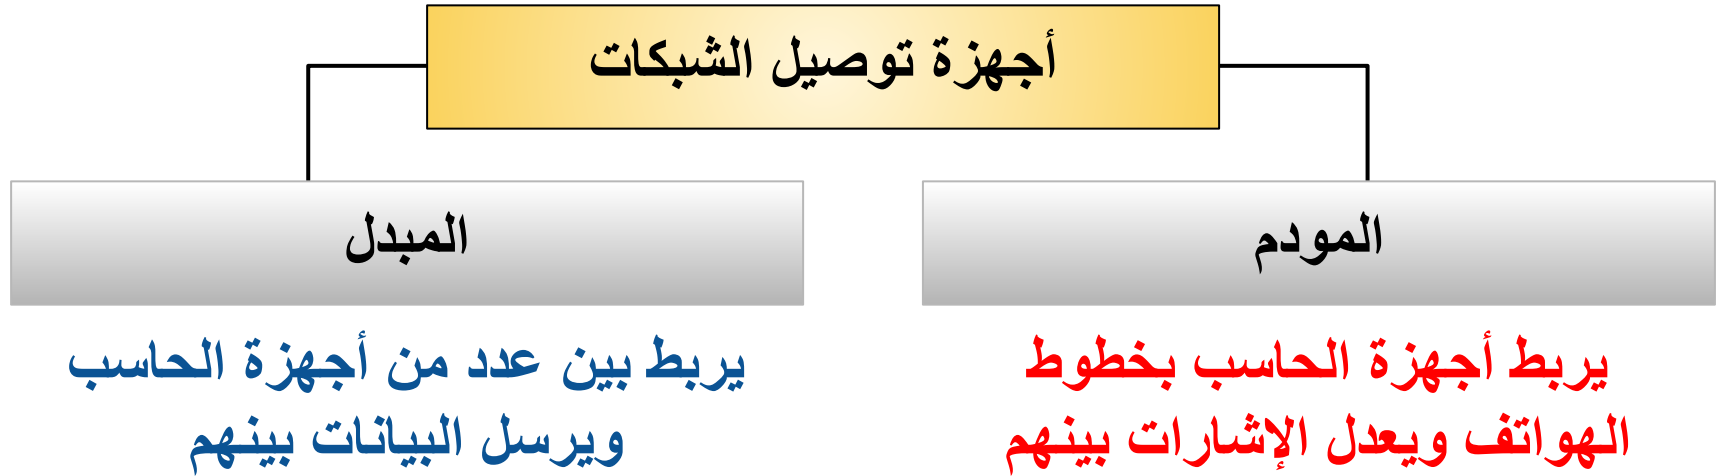 أجهزة توصيل الشبكات
المودم
المبدل
يربط أجهزة الحاسب بخطوط
الهواتف ويعدل الإشارات بينهم
يربط بين عدد من أجهزة الحاسب
ويرسل البيانات بينهم